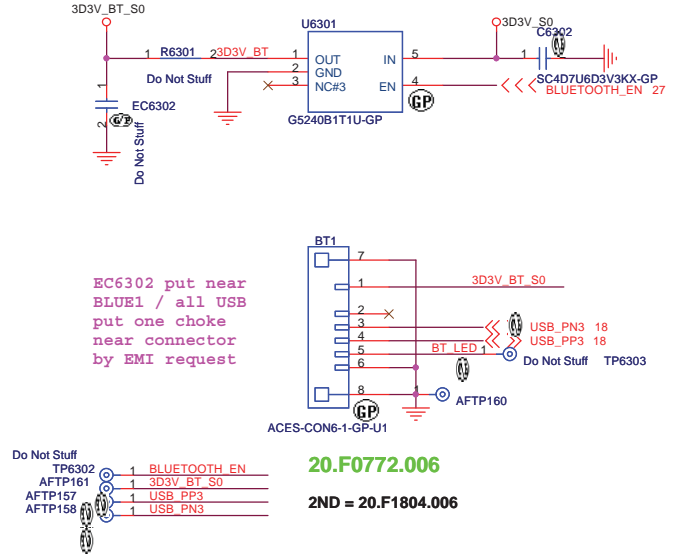 3D3V_BT_S0
1 R6301 2 3D3V_BT
Do Not Stuff
1
EC6302
2
Do Not Stuff
U6301
1 OUT IN 5
2 GND
3 NC#3 EN 4
GP
G5240B1T1U-GP
3D3V_S0
C6302
1
SC4D7U6D3V3KX-GP
BLUETOOTH_EN 27
EC6302 put near
BLUE1 / all USB
put one choke
near connector
by EMI request
BT1
7
1 3D3V_BT_S0
2
3 USB_PN3 18
4 USB_PP3 18
5 BT_LED 1 Do Not Stuff TP6303
6
8 1 AFTP160
GP
ACES-CON6-1-GP-U1
Do Not Stuff
TP6302 1 BLUETOOTH_EN
AFTP161 1 3D3V_BT_S0
AFTP157 1 USB_PP3
AFTP158 1 USB_PN3
20.F0772.006
2ND = 20.F1804.006